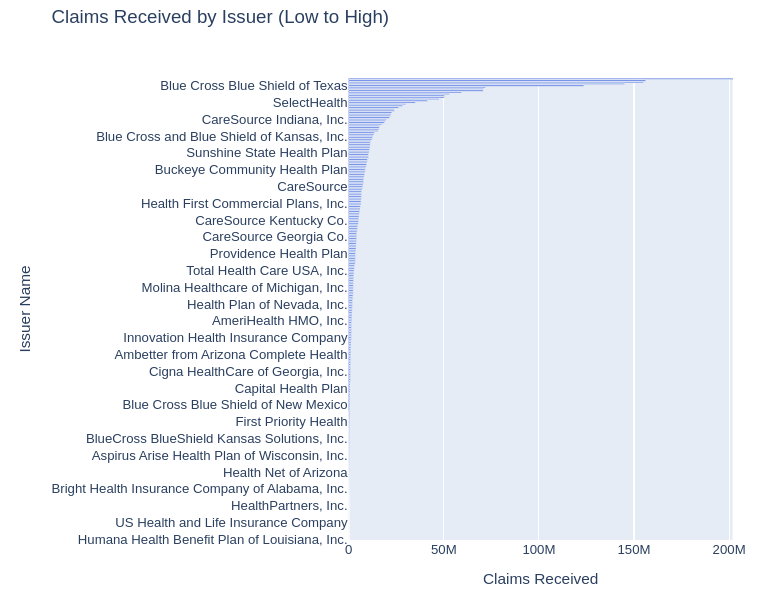 Claims Received by Issuer (Low to High)
Blue Cross Blue Shield of Texas
SelectHealth
CareSource Indiana, Inc.
Blue Cross and Blue Shield of Kansas, Inc.
Sunshine State Health Plan
Buckeye Community Health Plan
CareSource
Health First Commercial Plans, Inc.
CareSource Kentucky Co.
CareSource Georgia Co.
Providence Health Plan
Total Health Care USA, Inc.
Molina Healthcare of Michigan, Inc.
Health Plan of Nevada, Inc.
AmeriHealth HMO, Inc.
Innovation Health Insurance Company
Ambetter from Arizona Complete Health
Cigna HealthCare of Georgia, Inc.
Capital Health Plan
Blue Cross Blue Shield of New Mexico
First Priority Health
BlueCross BlueShield Kansas Solutions, Inc.
Aspirus Arise Health Plan of Wisconsin, Inc.
Health Net of Arizona
Bright Health Insurance Company of Alabama, Inc.
HealthPartners, Inc.
US Health and Life Insurance Company
Humana Health Benefit Plan of Louisiana, Inc.
Issuer Name
0 50M 100M 150M 200M
Claims Received